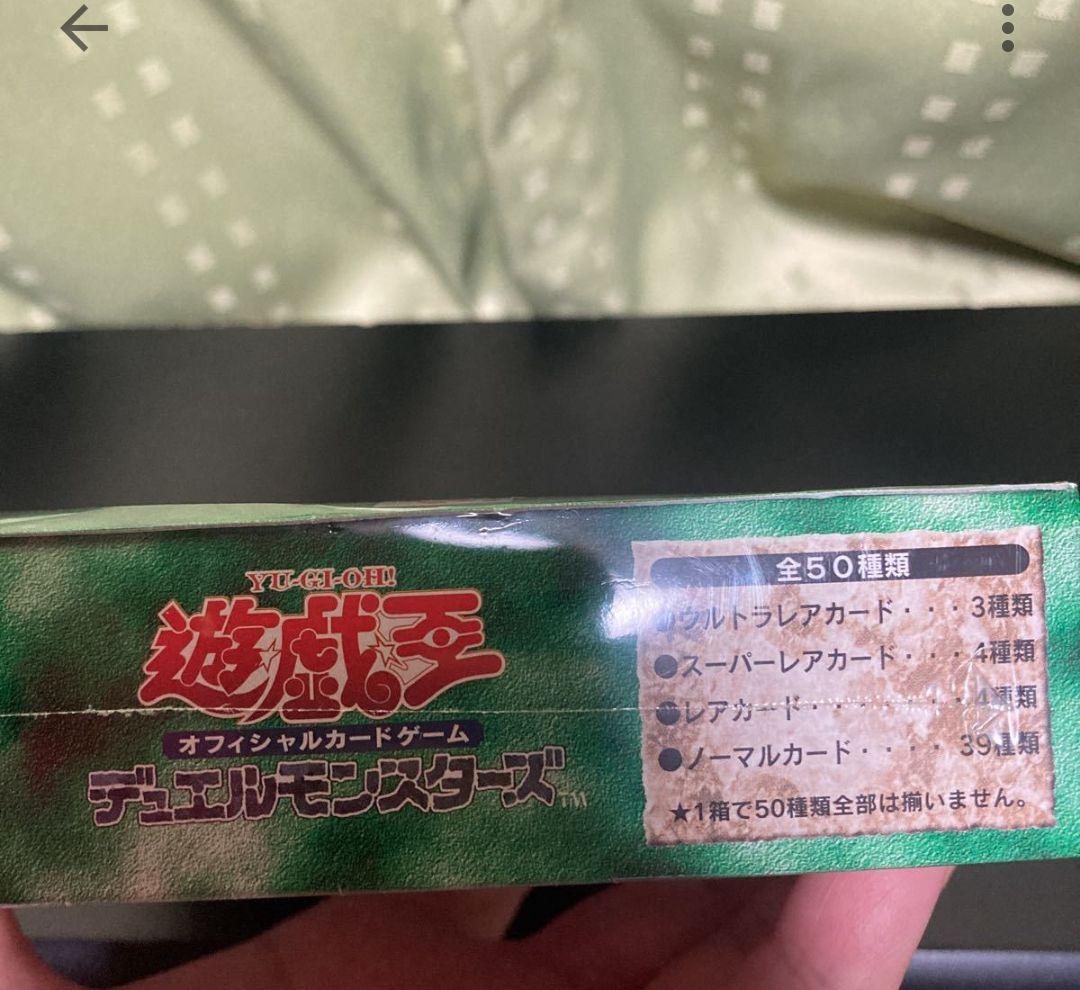 YU-GI-OH!
遊戯王
オフィシャルカードゲーム
デュエルモンスターズ™
全50種類
●ウルトラレアカード・・・3種類
●スーパーレアカード・・・4種類
●レアカード・・・・・・・4種類
●ノーマルカード・・・・39種類
★1箱で50種類全部は揃いません。